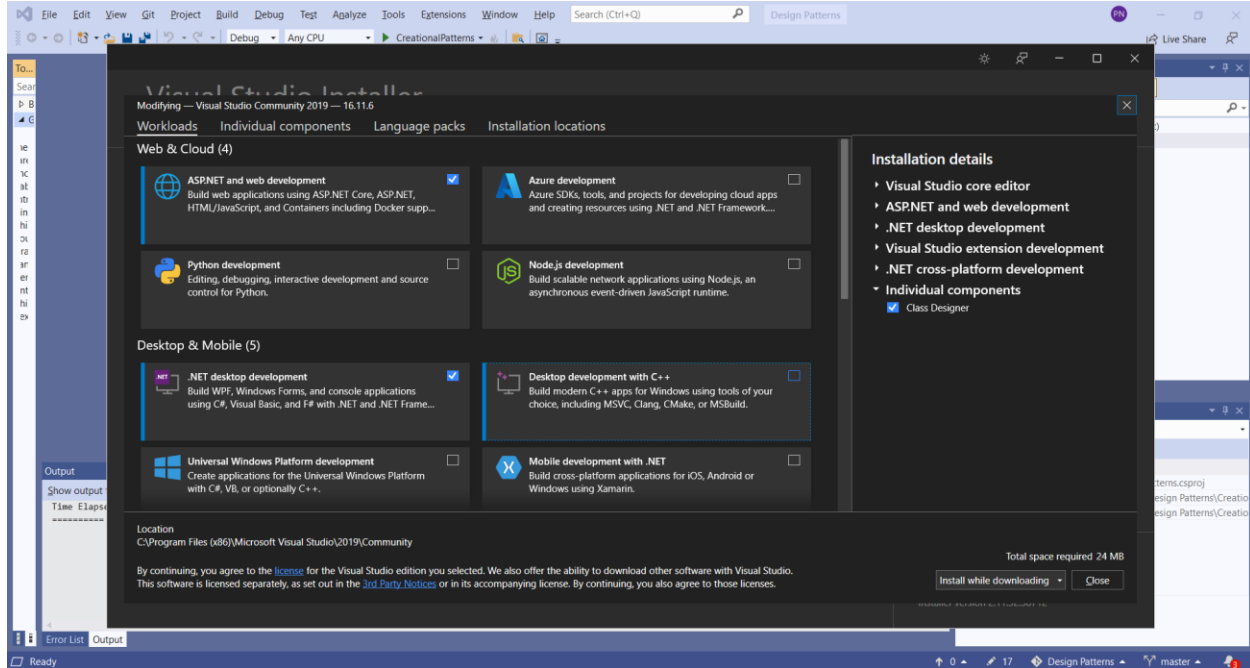 File Edit View Git Project Build Debug Test Analyze Tools Extensions Window Help Search (Ctrl+Q) Design Patterns PN
Debug Any CPU CreationalPatterns Live Share
To...
Sear
Visual Studio Installer
Modifying — Visual Studio Community 2019 — 16.11.6
Workloads Individual components Language packs Installation locations
Web & Cloud (4)
ASP.NET and web development
Build web applications using ASP.NET Core, ASP.NET,
HTML/JavaScript, and Containers including Docker supp...
Azure development
Azure SDKs, tools, and projects for developing cloud apps
and creating resources using .NET and .NET Framework....
Python development
Editing, debugging, interactive development and source
control for Python.
Node.js development
Build scalable network applications using Node.js, an
asynchronous event-driven JavaScript runtime.
Desktop & Mobile (5)
.NET desktop development
Build WPF, Windows Forms, and console applications
using C#, Visual Basic, and F# with .NET and .NET Frame...
Desktop development with C++
Build modern C++ apps for Windows using tools of your
choice, including MSVC, Clang, CMake, or MSBuild.
Universal Windows Platform development
Create applications for the Universal Windows Platform
with C#, VB, or optionally C++.
Mobile development with .NET
Build cross-platform applications for iOS, Android or
Windows using Xamarin.
Installation details
Visual Studio core editor
ASP.NET and web development
.NET desktop development
Visual Studio extension development
.NET cross-platform development
Individual components
Class Designer
Location
C:\Program Files (x86)\Microsoft Visual Studio\2019\Community
By continuing, you agree to the license for the Visual Studio edition you selected. We also offer the ability to download other software with Visual Studio.
This software is licensed separately, as set out in the 3rd Party Notices or in its accompanying license. By continuing, you also agree to those licenses.
Total space required 24 MB
Install while downloading Close
Output
Show output
Time Elapse
==========
terns.csproj
esign Patterns\Creatio
esign Patterns\Creatio
Error List Output
Ready 0 17 Design Patterns master 3